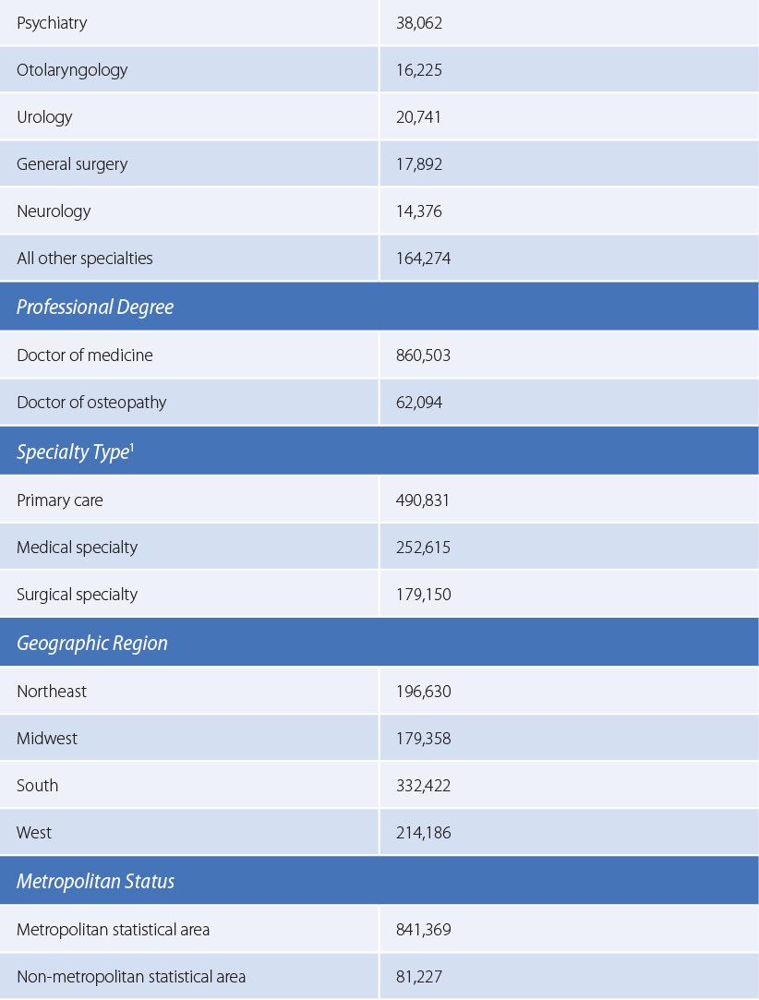 Psychiatry 38,062
Otolaryngology 16,225
Urology 20,741
General surgery 17,892
Neurology 14,376
All other specialties 164,274
Professional Degree
Doctor of medicine 860,503
Doctor of osteopathy 62,094
Specialty Type¹
Primary care 490,831
Medical specialty 252,615
Surgical specialty 179,150
Geographic Region
Northeast 196,630
Midwest 179,358
South 332,422
West 214,186
Metropolitan Status
Metropolitan statistical area 841,369
Non-metropolitan statistical area 81,227